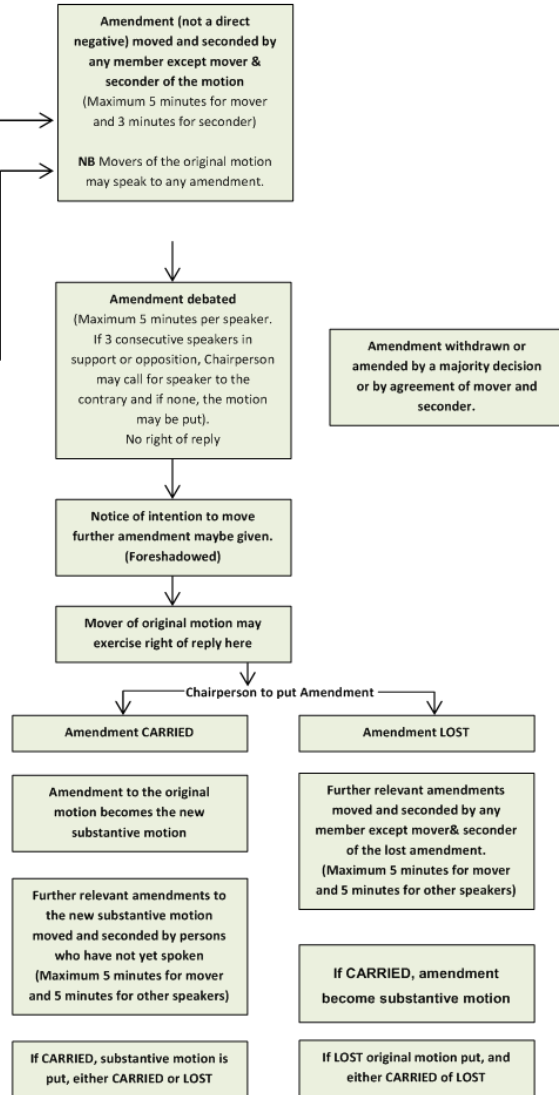 Amendment (not a direct
negative) moved and seconded by
any member except mover &
seconder of the motion
(Maximum 5 minutes for mover
and 3 minutes for seconder)
NB Movers of the original motion
may speak to any amendment.
Amendment debated
(Maximum 5 minutes per speaker.
If 3 consecutive speakers in
support or opposition, Chairperson
may call for speaker to the
contrary and if none, the motion
may be put).
No right of reply
Amendment withdrawn or
amended by a majority decision
or by agreement of mover and
seconder.
Notice of intention to move
further amendment maybe given.
(Foreshadowed)
Mover of original motion may
exercise right of reply here
Chairperson to put Amendment
Amendment CARRIED
Amendment to the original
motion becomes the new
substantive motion
Further relevant amendments to
the new substantive motion
moved and seconded by persons
who have not yet spoken
(Maximum 5 minutes for mover
and 5 minutes for other speakers)
If CARRIED, substantive motion is
put, either CARRIED or LOST
Amendment LOST
Further relevant amendments
moved and seconded by any
member except mover& seconder
of the lost amendment.
(Maximum 5 minutes for mover
and 5 minutes for other speakers)
If CARRIED, amendment
become substantive motion
If LOST original motion put, and
either CARRIED of LOST